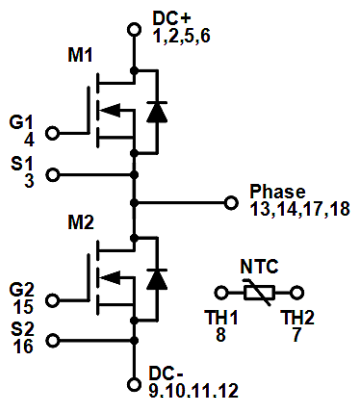 DC+
1,2,5,6
M1
G1
4
S1
3
Phase
13,14,17,18
M2
G2
15
S2
16
NTC
TH1
8
TH2
7
DC-
9,10,11,12